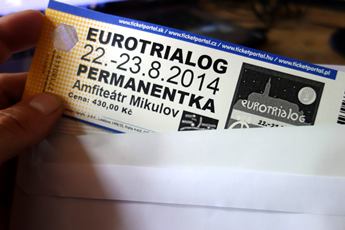 www.ticketportal.sk / www.ticketportal.cz / www.ticketportal.hu / www.ticketportal.pl
EUROTRIALOG
22.-23.8.2014
PERMANENTKA
Amfiteátr Mikulov
Cena: 430,00 Kč
EUROTRIALOG